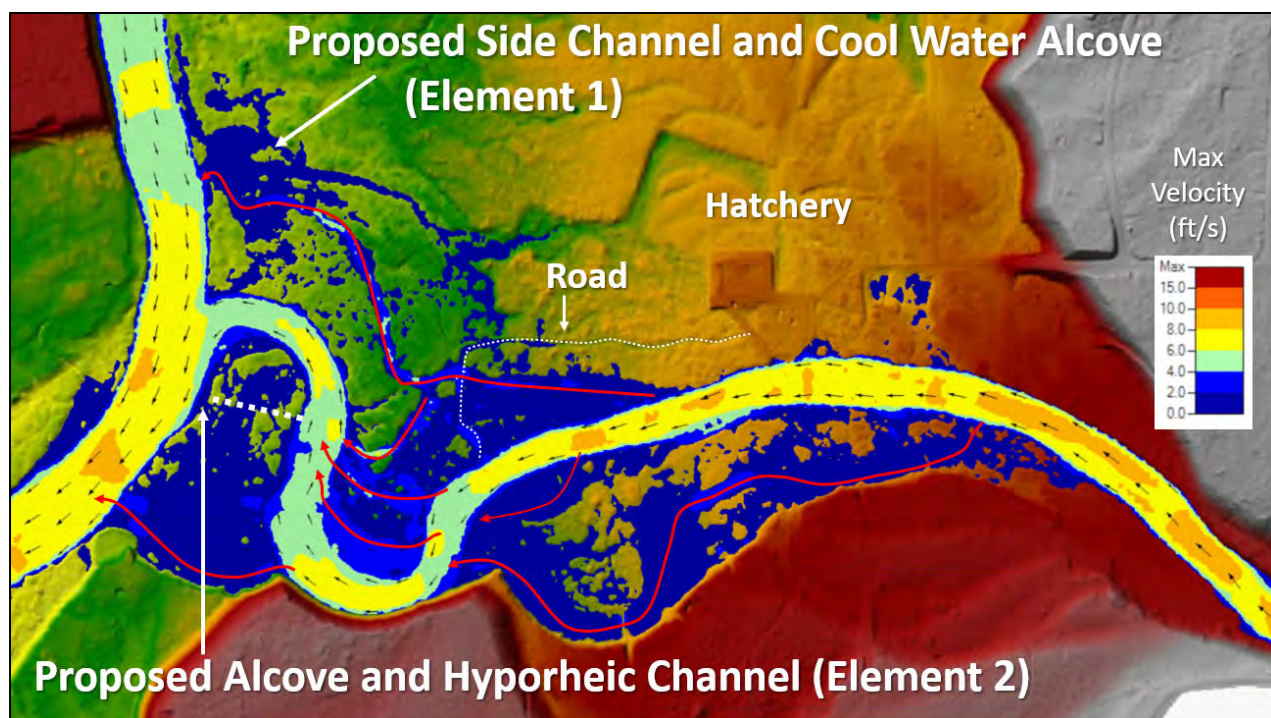 Proposed Side Channel and Cool Water Alcove
(Element 1)
Max
Velocity
(ft/s)
Hatchery
Road
Max
15.0
10.0
8.0
6.0
4.0
2.0
0.0
Proposed Alcove and Hyporheic Channel (Element 2)